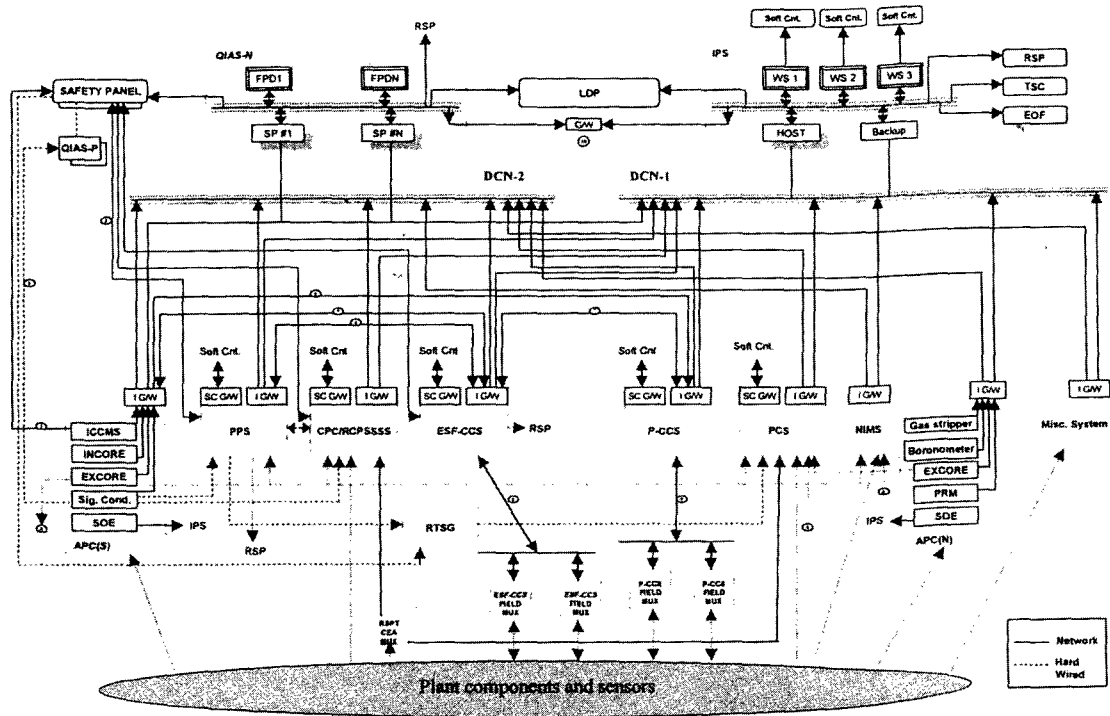 Soft Cnt.
Soft Cnt.
Soft Cnt.
RSP
QIAS-N
IPS
FPD1
FPDN
WS 1
WS 2
WS 3
RSP
SAFETY PANEL
LDP
TSC
G/W
EOF
SP #1
SP #N
HOST
Backup
QIAS-P
DCN-2
DCN-1
Soft Cnt.
Soft Cnt
Soft Cnt
Soft Cnt
Soft Cnt.
I G/W
SC G/W
I G/W
SC G/W
I G/W
SC G/W
I G/W
SC G/W
I G/W
SC G/W
I G/W
I G/W
I G/W
I G/W
ICCMS
PPS
ESF-CCS
RSP
P-CCS
PCS
NIMS
Gas stripper
Misc. System
INCORE
Boronometer
EXCORE
EXCORE
Sig. Cond.
PRM
SOE
IPS
RSP
RTSG
IPS
SOE
APC(S)
APC(N)
ESF-CCS
FIELD
MUX
ESF-CCS
FIELD
MUX
P-CCS
FIELD
MUX
P-CCS
FIELD
MUX
RSPT
CEA
MUX
Network
Hard
Wired
Plant components and sensors